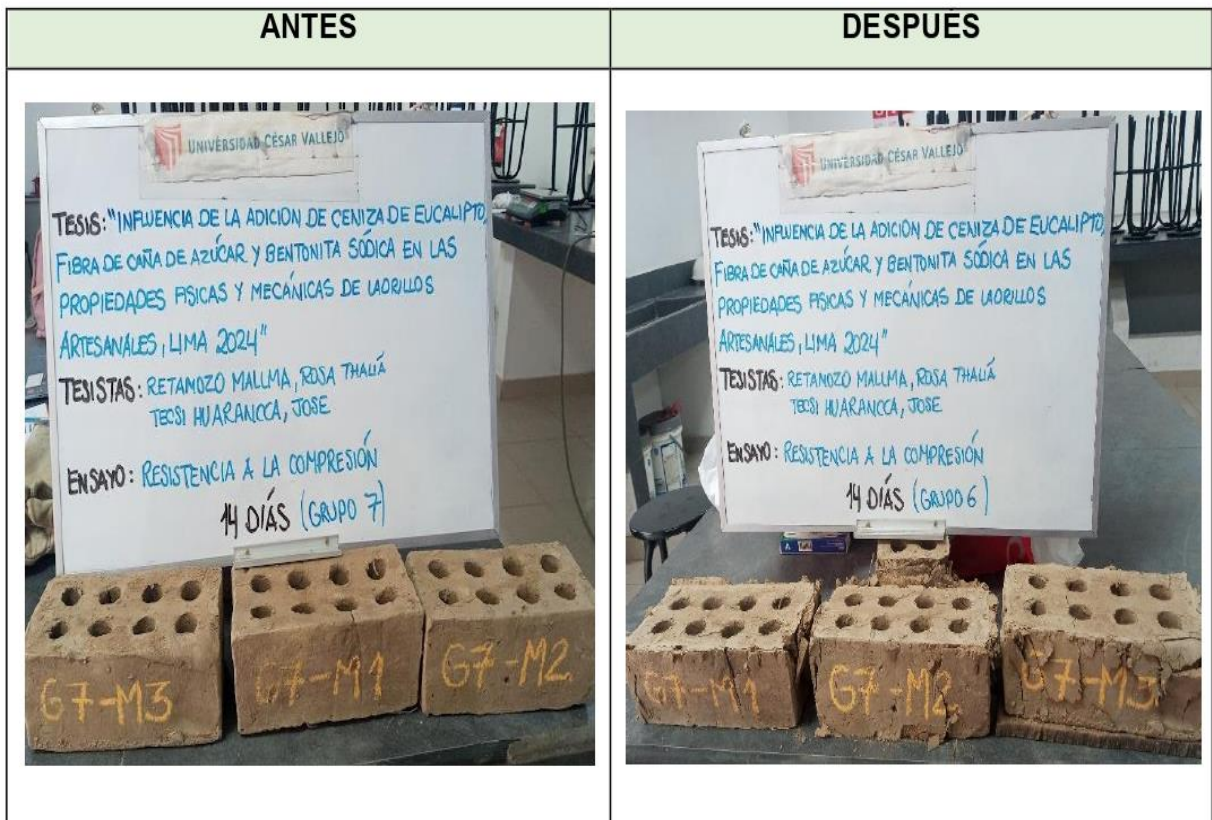 ANTES
DESPUÉS
UNIVERSIDAD CÉSAR VALLEJO
TESIS: "INFLUENCIA DE LA ADICION DE CENIZA DE EUCALIPTO,
FIBRA DE CAÑA DE AZÚCAR Y BENTONITA SÓDICA EN LAS
PROPIEDADES FISICAS Y MECÁNICAS DE LADRILLOS
ARTESANALES, LIMA 2024"
TESISTAS: RETAMOZO MALLMA, ROSA THALIÁ
TECSI HUARANCCA, JOSE
ENSAYO: RESISTENCIA A LA COMPRESIÓN
14 DÍAS (GRUPO 7)
G7-M3
G7-M1
G7-M2
UNIVERSIDAD CÉSAR VALLEJO
TESIS: "INFLUENCIA DE LA ADICION DE CENIZA DE EUCALIPTO,
FIBRA DE CAÑA DE AZÚCAR Y BENTONITA SÓDICA EN LAS
PROPIEDADES FISICAS Y MECÁNICAS DE LADRILLOS
ARTESANALES, LIMA 2024"
TESISTAS: RETAMOZO MALLMA, ROSA THALIÁ
TECSI HUARANCCA, JOSE
ENSAYO: RESISTENCIA A LA COMPRESIÓN
14 DÍAS (GRUPO 6)
G7-M1
G7-M2
G7-M3